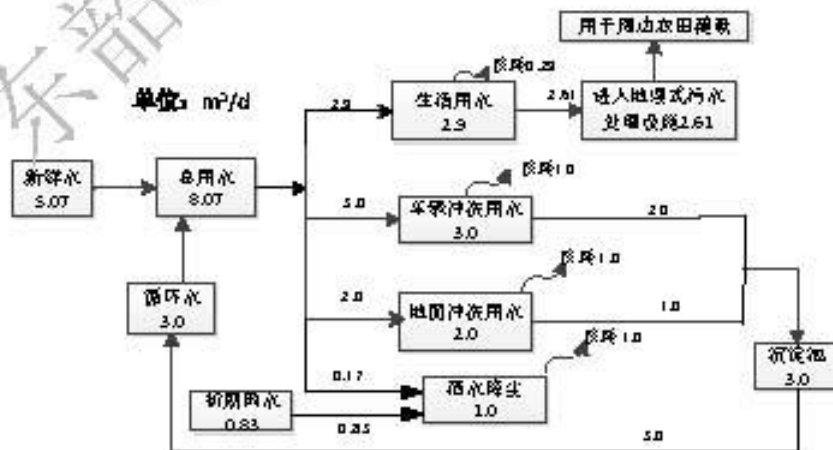 东韶
用于周边农田灌溉
损耗0.29
单位：m³/d
2.9
生活用水
2.9
2.61
进入地埋式污水
处理设施2.61
新鲜水
5.07
总用水
8.07
损耗1.0
3.0
车辆冲洗用水
3.0
2.0
损耗1.0
循环水
3.0
2.0
地面冲洗用水
2.0
1.0
损耗1.0
沉淀池
3.0
0.17
洒水降尘
1.0
初期雨水
0.83
0.83
3.0